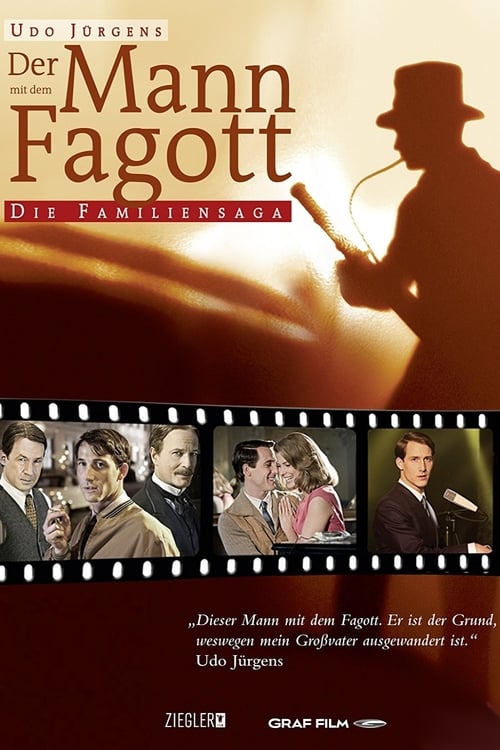 Udo Jürgens
Der
mit dem
Mann
Fagott
Die Familiensaga
„Dieser Mann mit dem Fagott. Er ist der Grund,
weswegen mein Großvater ausgewandert ist.“
Udo Jürgens
ZIEGLER
GRAF FILM